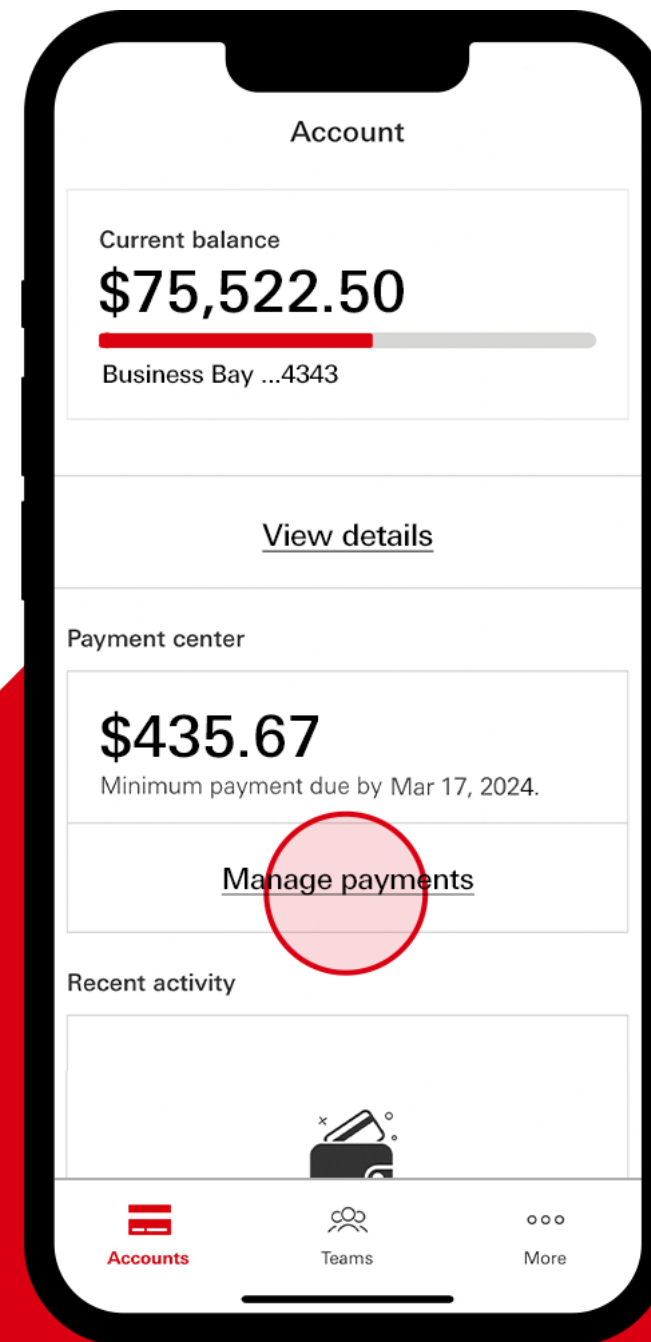 Account
Current balance
$75,522.50
Business Bay ...4343
View details
Payment center
$435.67
Minimum payment due by Mar 17, 2024.
Manage payments
Recent activity
Accounts
Teams
More